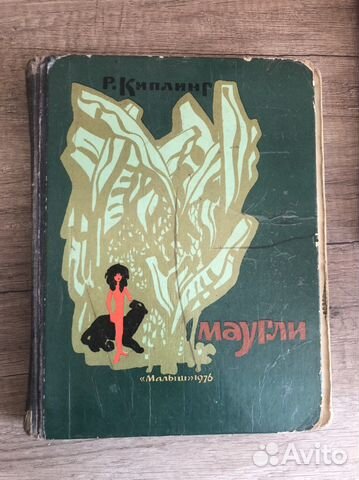 Р. Киплинг
маугли
«Малыш» 1976
Avito